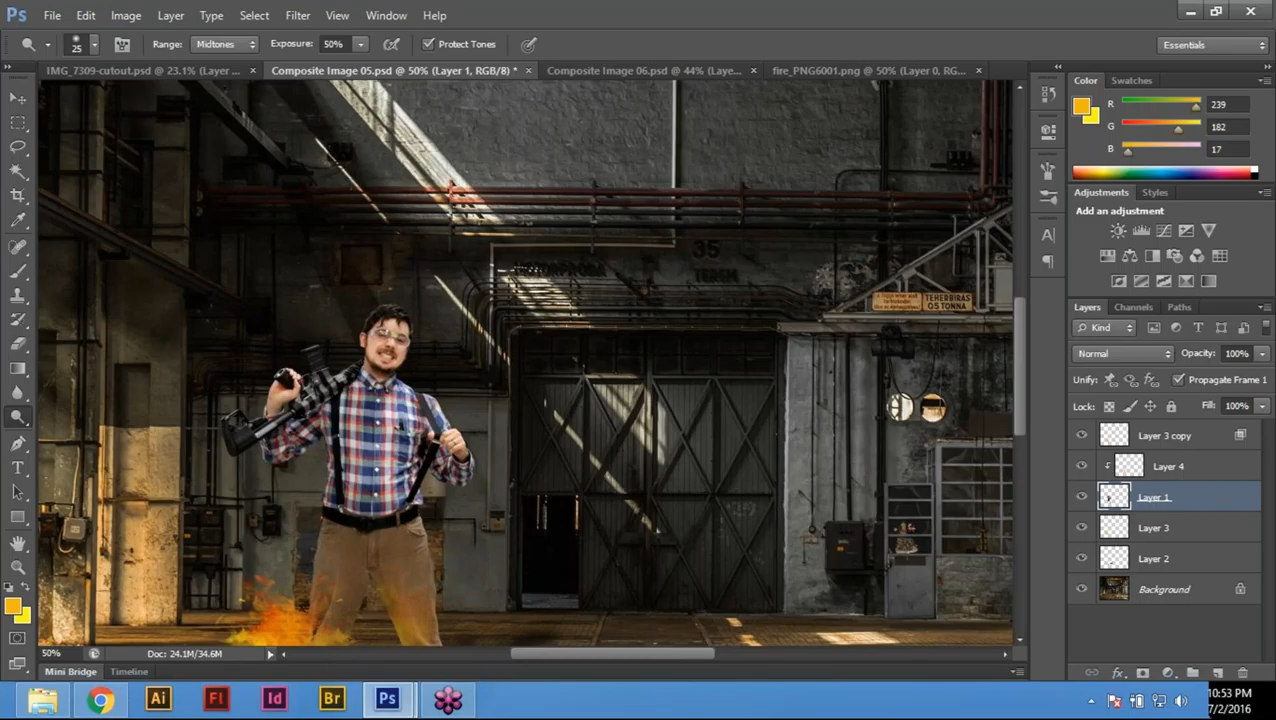 Ps File Edit Image Layer Type Select Filter View Window Help
25 Range: Midtones Exposure: 50% Protect Tones Essentials
IMG_7309-cutout.psd @ 23.1% (Layer ... × Composite Image 05.psd @ 50% (Layer 1, RGB/8) * × Composite Image 06.psd @ 44% (Laye... × fire_PNG6001.png @ 50% (Layer 0, RG... ×
Color Swatches
R 239
G 182
B 17
Adjustments Styles
Add an adjustment
35
TEREM
TEHERBIRAS
05 TONNA
Layers Channels Paths
Kind
Normal Opacity: 100%
Unify: Propagate Frame 1
Lock: Fill: 100%
Layer 3 copy
Layer 4
Layer 1
Layer 3
Layer 2
Background
50% Doc: 24.1M/34.6M
Mini Bridge Timeline
Ai Fl Id Br Ps
10:53 PM
7/2/2016